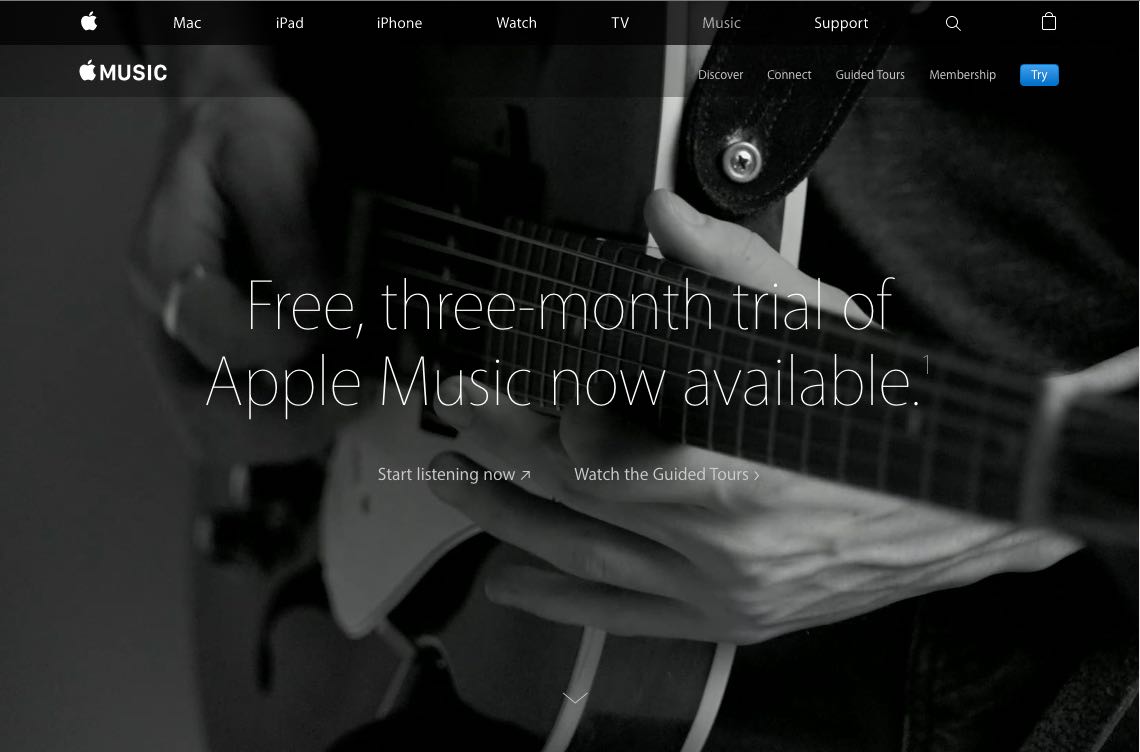 Mac iPad iPhone Watch TV Music Support
MUSIC Discover Connect Guided Tours Membership Try
Free, three-month trial of
Apple Music now available.1
Start listening now Watch the Guided Tours